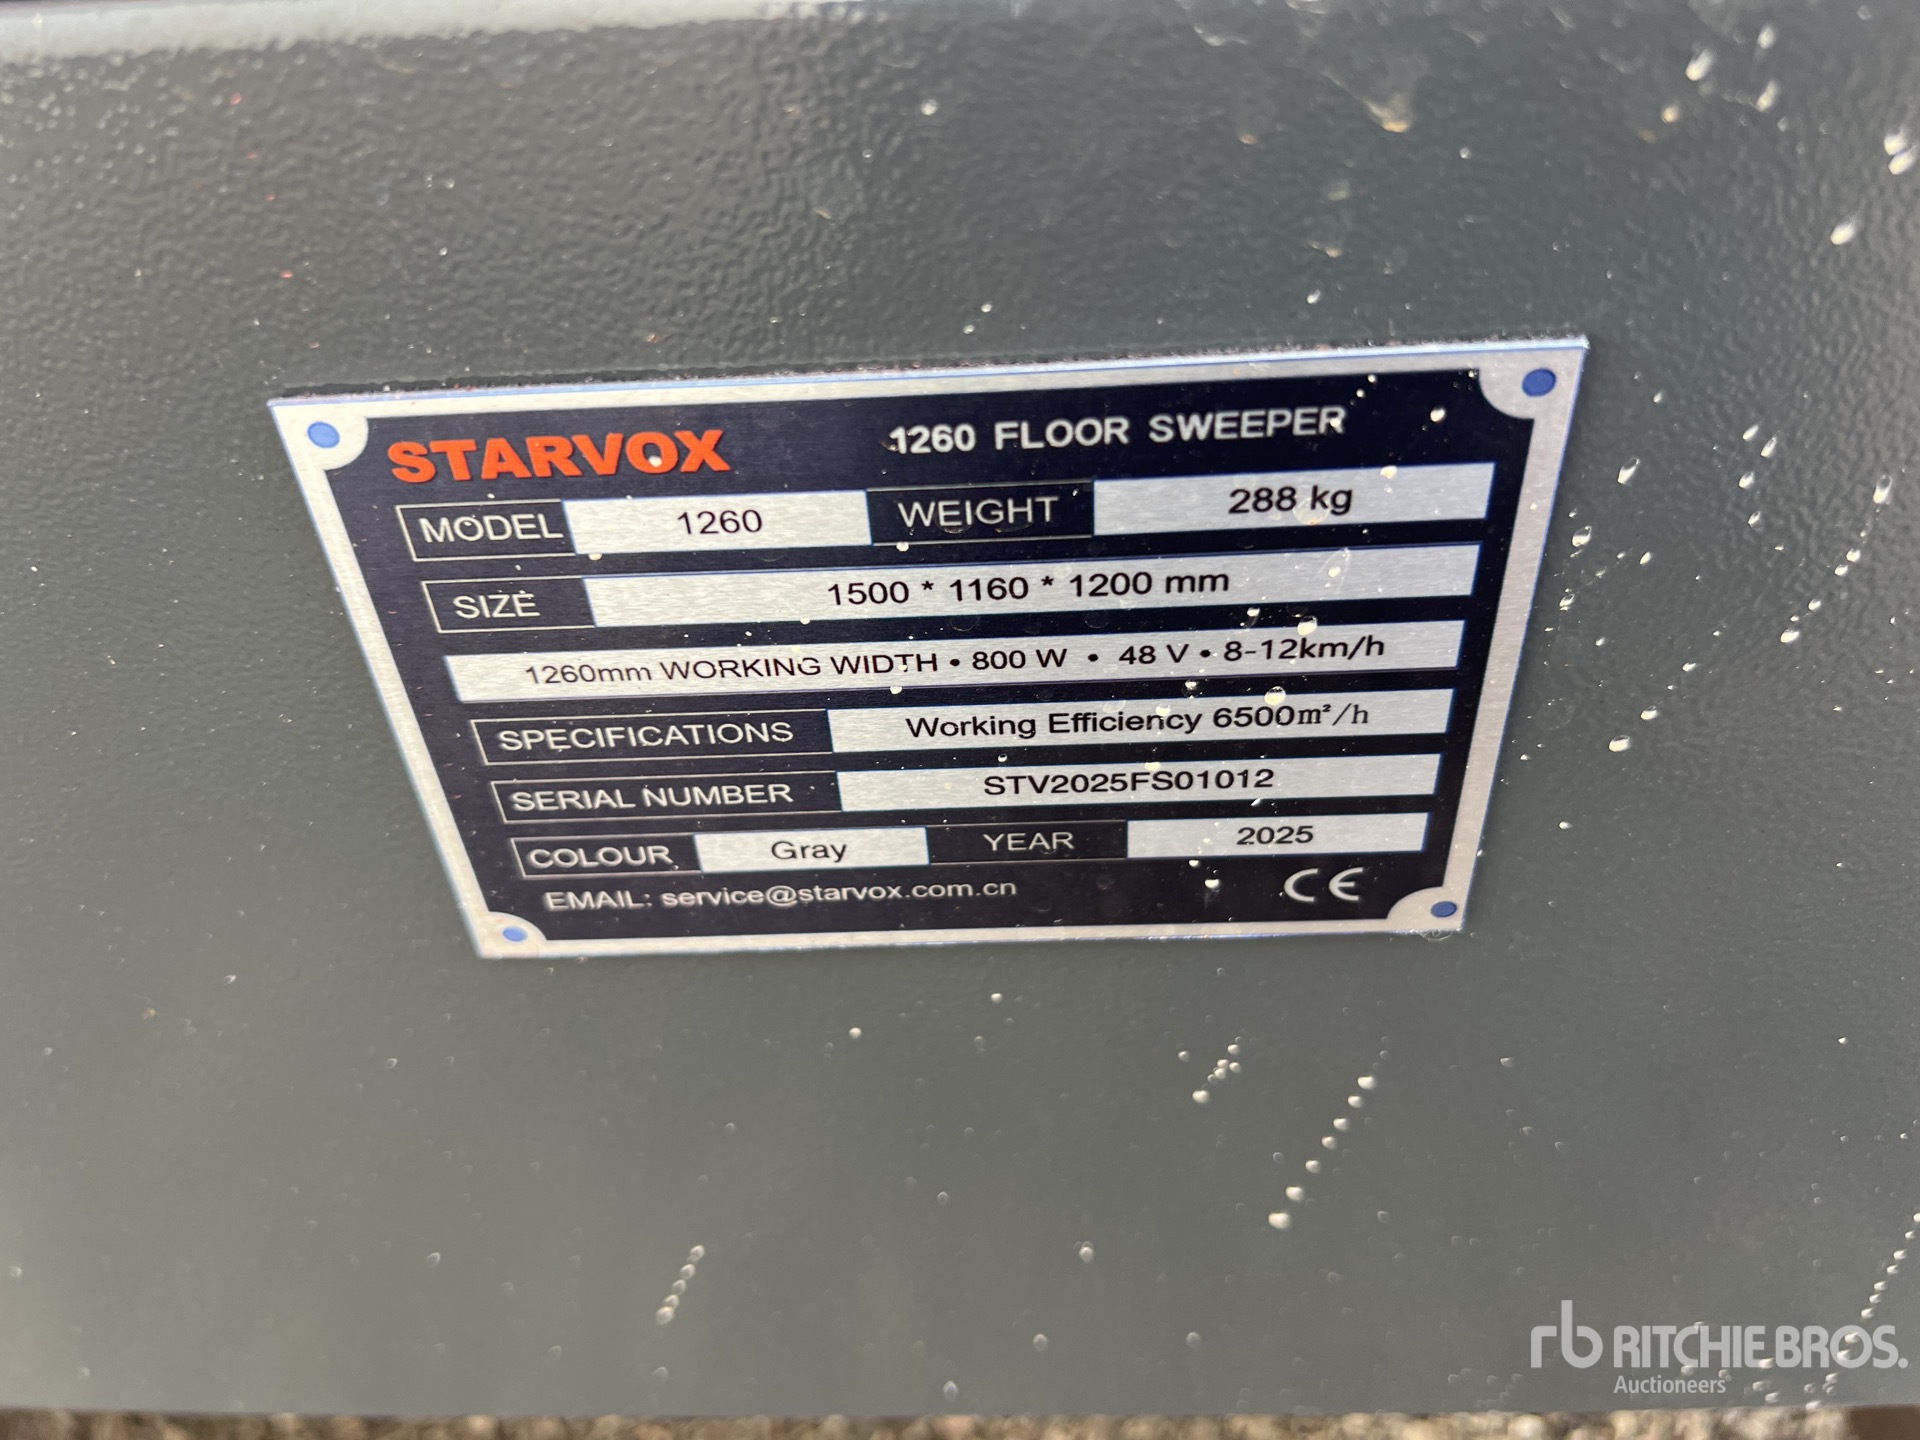 STARVOX 1260 FLOOR SWEEPER
MODEL 1260 WEIGHT 288 kg
SIZE 1500 * 1160 * 1200 mm
1260mm WORKING WIDTH • 800 W • 48 V • 8-12km/h
SPECIFICATIONS Working Efficiency 6500m²/h
SERIAL NUMBER STV2025FS01012
COLOUR Gray YEAR 2025
EMAIL: service@starvox.com.cn CE
rb RITCHIE BROS.
Auctioneers